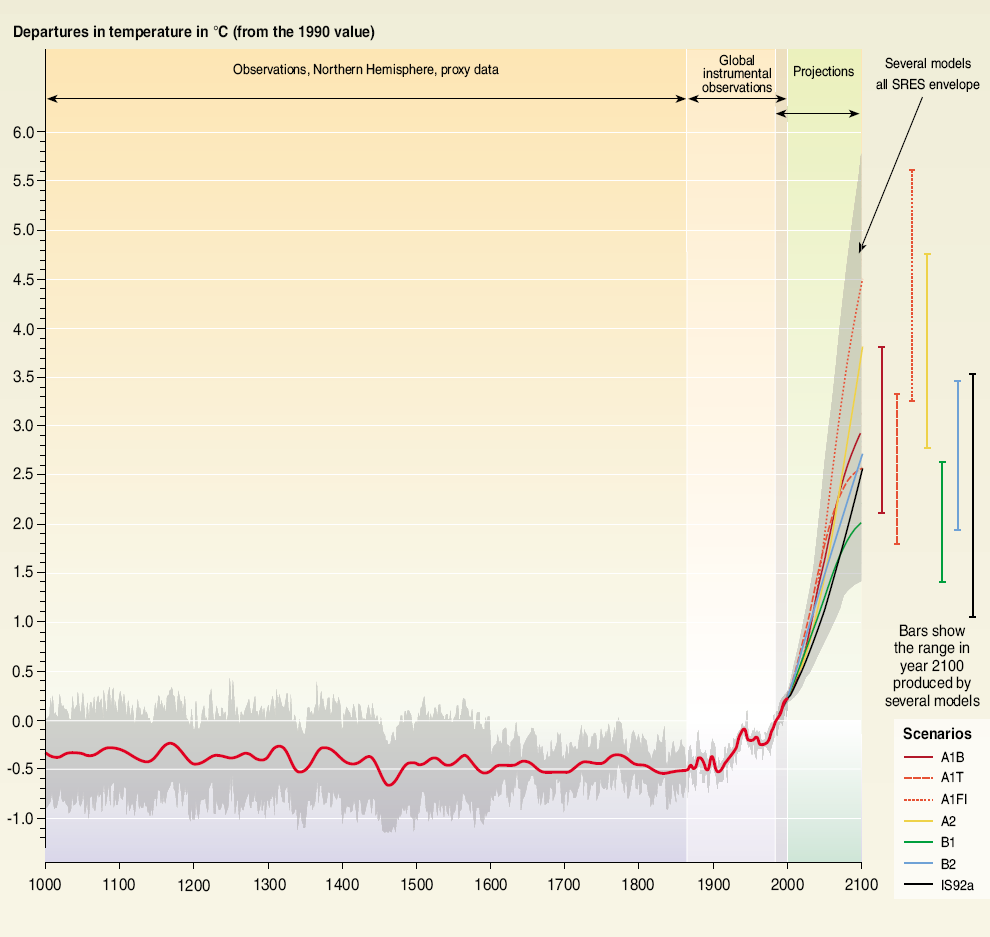 Departures in temperature in °C (from the 1990 value)
Observations, Northern Hemisphere, proxy data
Global
instrumental
observations
Projections
Several models
all SRES envelope
6.0
5.5
5.0
4.5
4.0
3.5
3.0
2.5
2.0
1.5
1.0
0.5
0.0
-0.5
-1.0
1000 1100 1200 1300 1400 1500 1600 1700 1800 1900 2000 2100
Bars show
the range in
year 2100
produced by
several models
Scenarios
A1B
A1T
A1FI
A2
B1
B2
IS92a